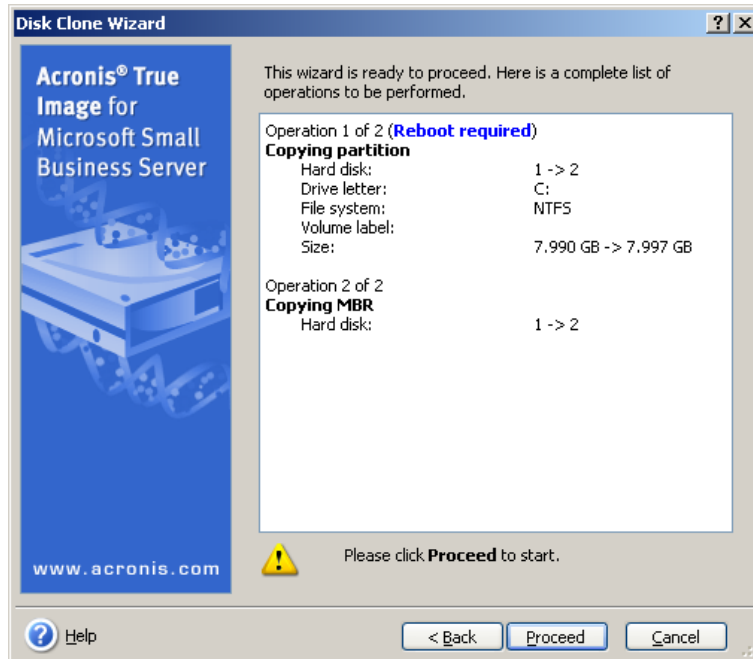 Disk Clone Wizard
Acronis® True
Image for
Microsoft Small
Business Server
www.acronis.com
This wizard is ready to proceed. Here is a complete list of
operations to be performed.
Operation 1 of 2 (Reboot required)
Copying partition
Hard disk: 1 -> 2
Drive letter: C:
File system: NTFS
Volume label:
Size: 7.990 GB -> 7.997 GB
Operation 2 of 2
Copying MBR
Hard disk: 1 -> 2
Please click Proceed to start.
Help
< Back Proceed Cancel